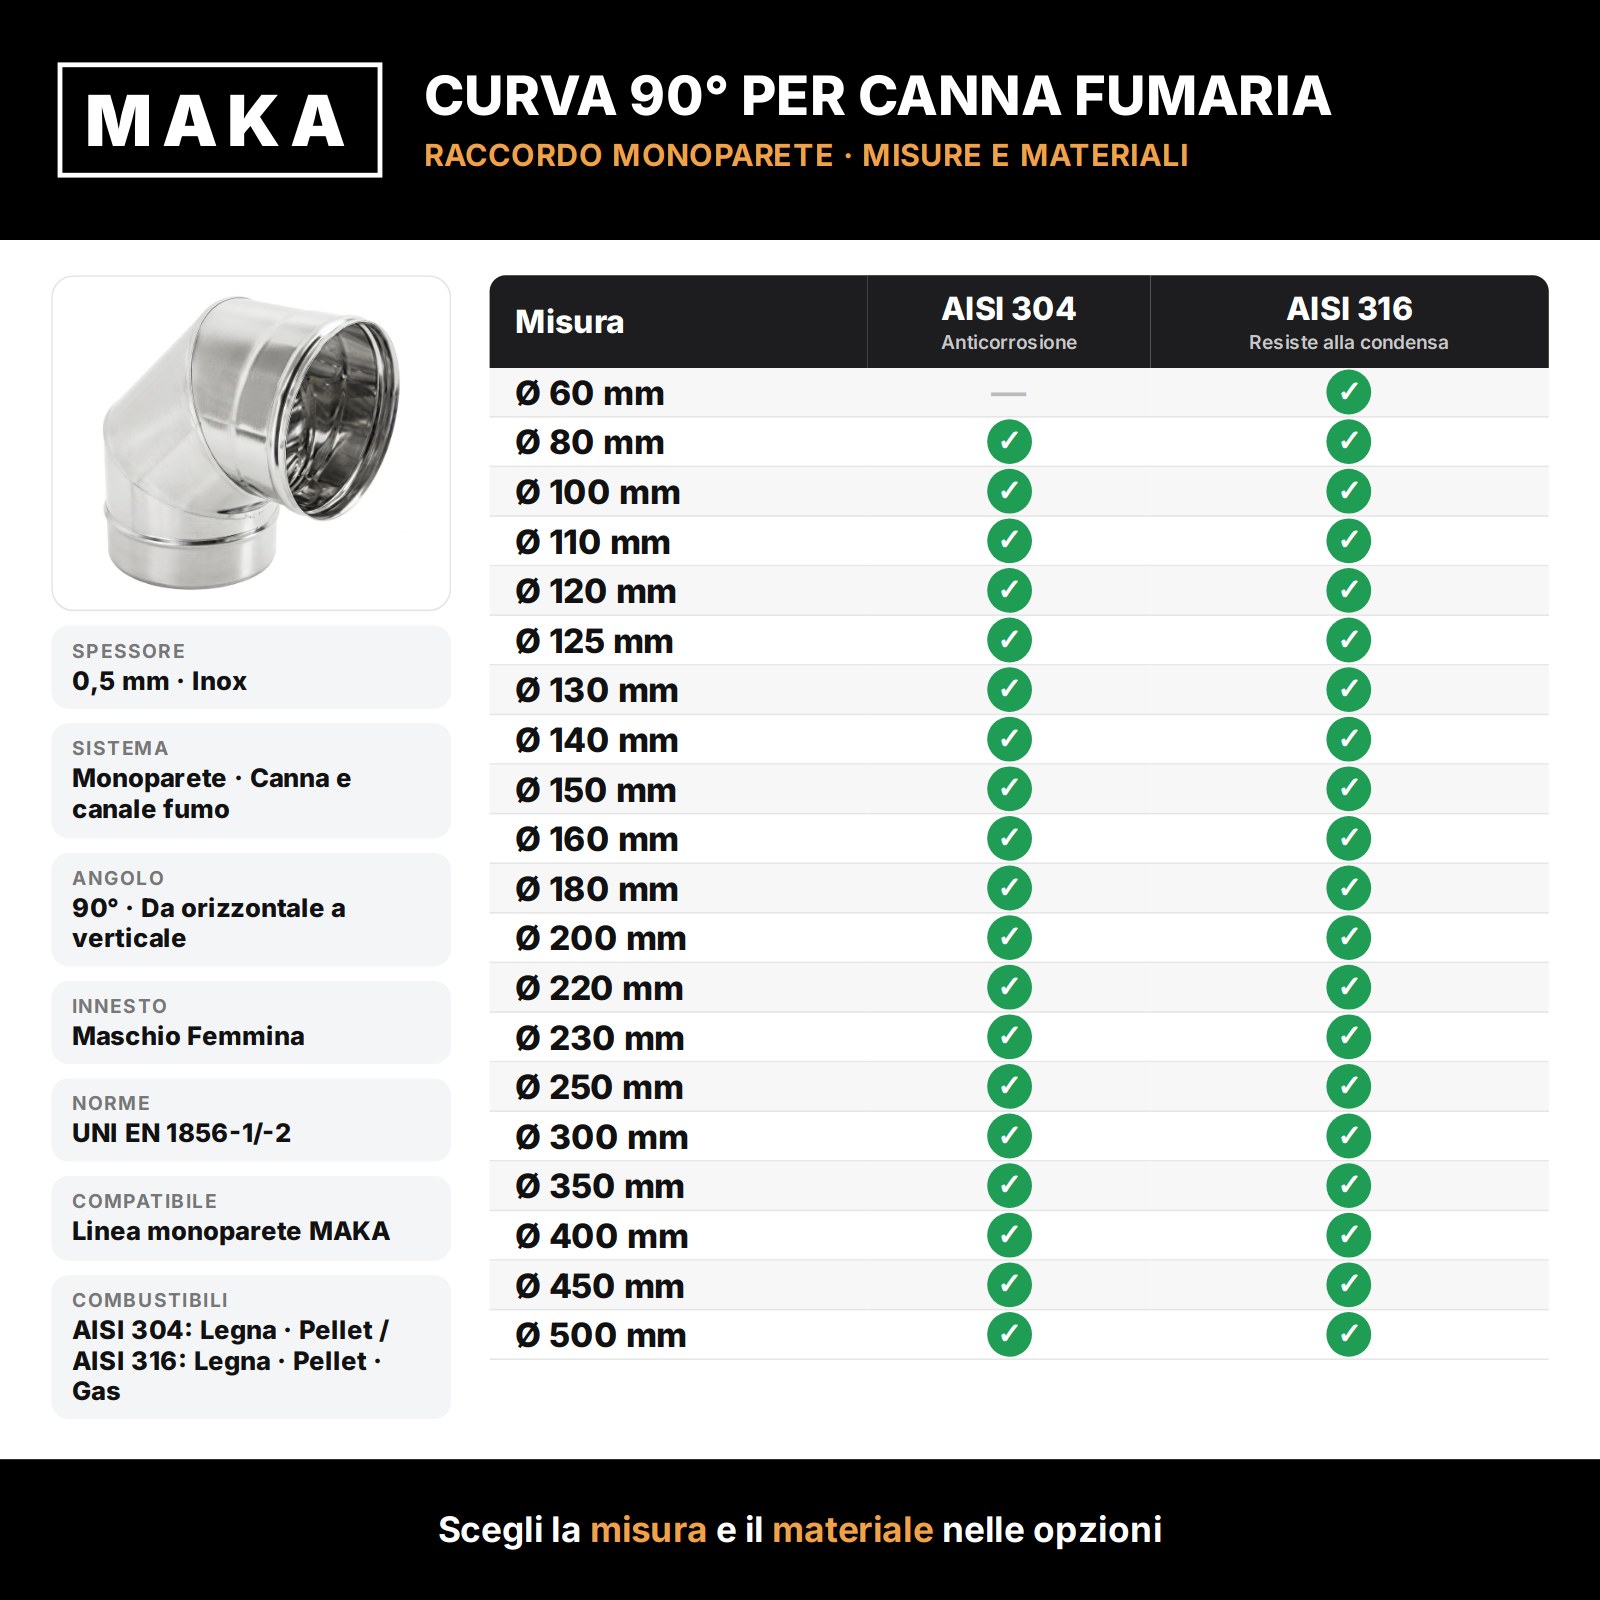 MAKA
CURVA 90° PER CANNA FUMARIA
RACCORDO MONOPARETE · MISURE E MATERIALI
SPESSORE
0,5 mm · Inox
SISTEMA
Monoparete · Canna e
canale fumo
ANGOLO
90° · Da orizzontale a
verticale
INNESTO
Maschio Femmina
NORME
UNI EN 1856-1/-2
COMPATIBILE
Linea monoparete MAKA
COMBUSTIBILI
AISI 304: Legna · Pellet /
AISI 316: Legna · Pellet ·
Gas
Misura AISI 304 AISI 316
Anticorrosione Resiste alla condensa
Ø 60 mm — ✓
Ø 80 mm ✓ ✓
Ø 100 mm ✓ ✓
Ø 110 mm ✓ ✓
Ø 120 mm ✓ ✓
Ø 125 mm ✓ ✓
Ø 130 mm ✓ ✓
Ø 140 mm ✓ ✓
Ø 150 mm ✓ ✓
Ø 160 mm ✓ ✓
Ø 180 mm ✓ ✓
Ø 200 mm ✓ ✓
Ø 220 mm ✓ ✓
Ø 230 mm ✓ ✓
Ø 250 mm ✓ ✓
Ø 300 mm ✓ ✓
Ø 350 mm ✓ ✓
Ø 400 mm ✓ ✓
Ø 450 mm ✓ ✓
Ø 500 mm ✓ ✓
Scegli la misura e il materiale nelle opzioni